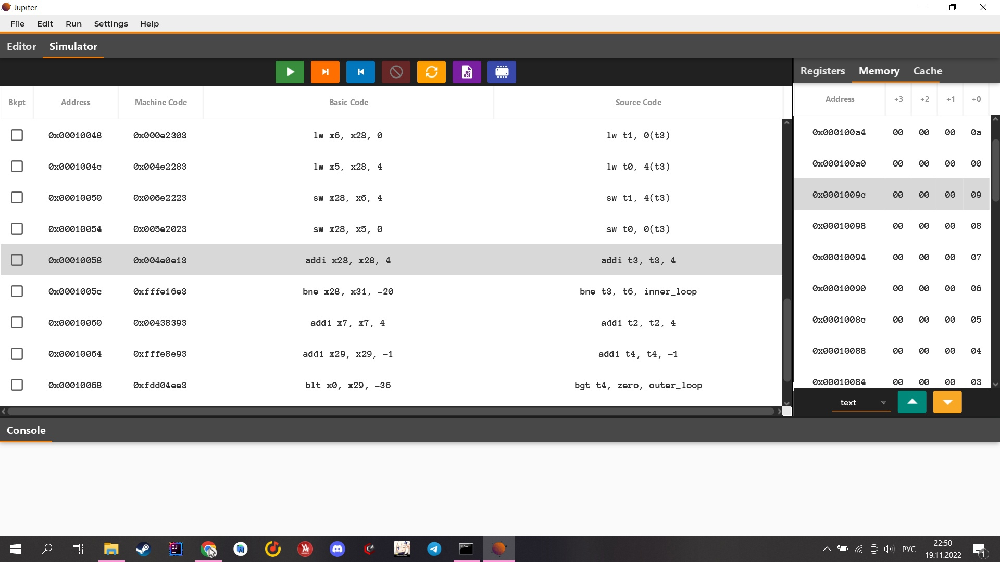 Jupiter
File Edit Run Settings Help
Editor Simulator
Registers Memory Cache
Bkpt Address Machine Code Basic Code Source Code
0x00010048 0x000e2303 lw x6, x28, 0 lw t1, 0(t3)
0x0001004c 0x004e2283 lw x5, x28, 4 lw t0, 4(t3)
0x00010050 0x006e2223 sw x28, x6, 4 sw t1, 4(t3)
0x00010054 0x005e2023 sw x28, x5, 0 sw t0, 0(t3)
0x00010058 0x004e0e13 addi x28, x28, 4 addi t3, t3, 4
0x0001005c 0xfffe16e3 bne x28, x31, -20 bne t3, t6, inner_loop
0x00010060 0x00438393 addi x7, x7, 4 addi t2, t2, 4
0x00010064 0xfffe8e93 addi x29, x29, -1 addi t4, t4, -1
0x00010068 0xfdd04ee3 blt x0, x29, -36 bgt t4, zero, outer_loop
Address +3 +2 +1 +0
0x000100a4 00 00 00 0a
0x000100a0 00 00 00 00
0x0001009c 00 00 00 09
0x00010098 00 00 00 08
0x00010094 00 00 00 07
0x00010090 00 00 00 06
0x0001008c 00 00 00 05
0x00010088 00 00 00 04
0x00010084 00 00 00 03
text
Console
РУС
22:50
19.11.2022
1